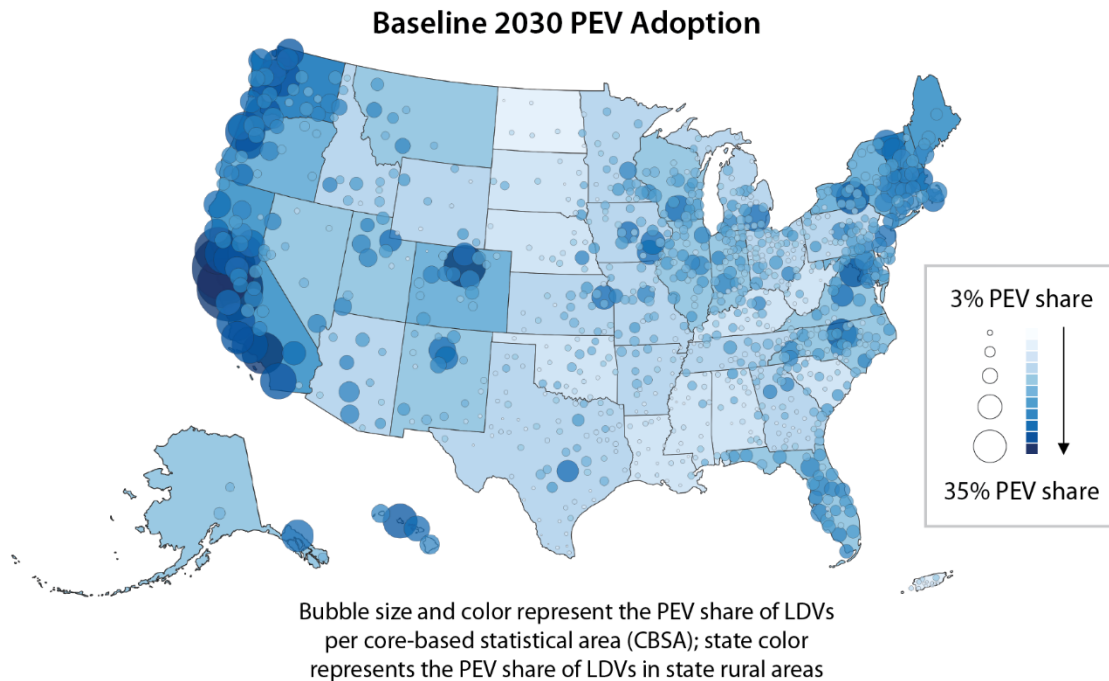 Baseline 2030 PEV Adoption
3% PEV share
35% PEV share
Bubble size and color represent the PEV share of LDVs
per core-based statistical area (CBSA); state color
represents the PEV share of LDVs in state rural areas